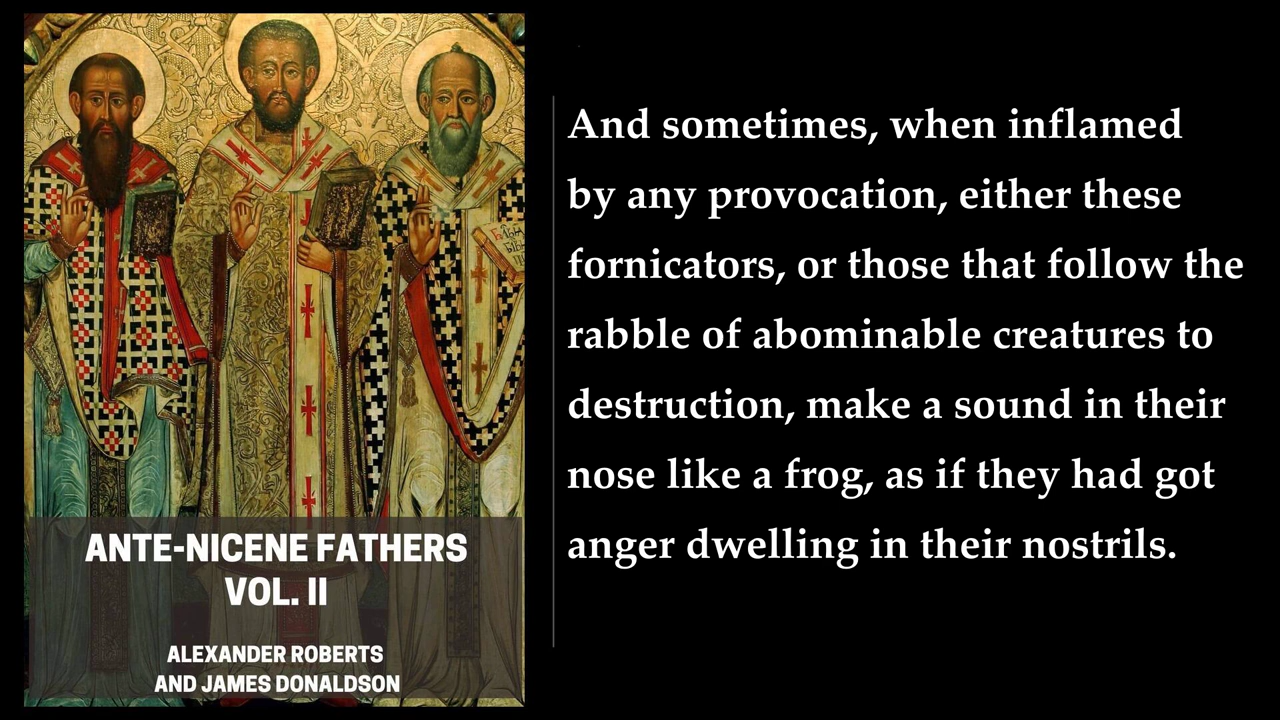 ANTE-NICENE FATHERS
VOL. II
ALEXANDER ROBERTS
AND JAMES DONALDSON
And sometimes, when inflamed
by any provocation, either these
fornicators, or those that follow the
rabble of abominable creatures to
destruction, make a sound in their
nose like a frog, as if they had got
anger dwelling in their nostrils.